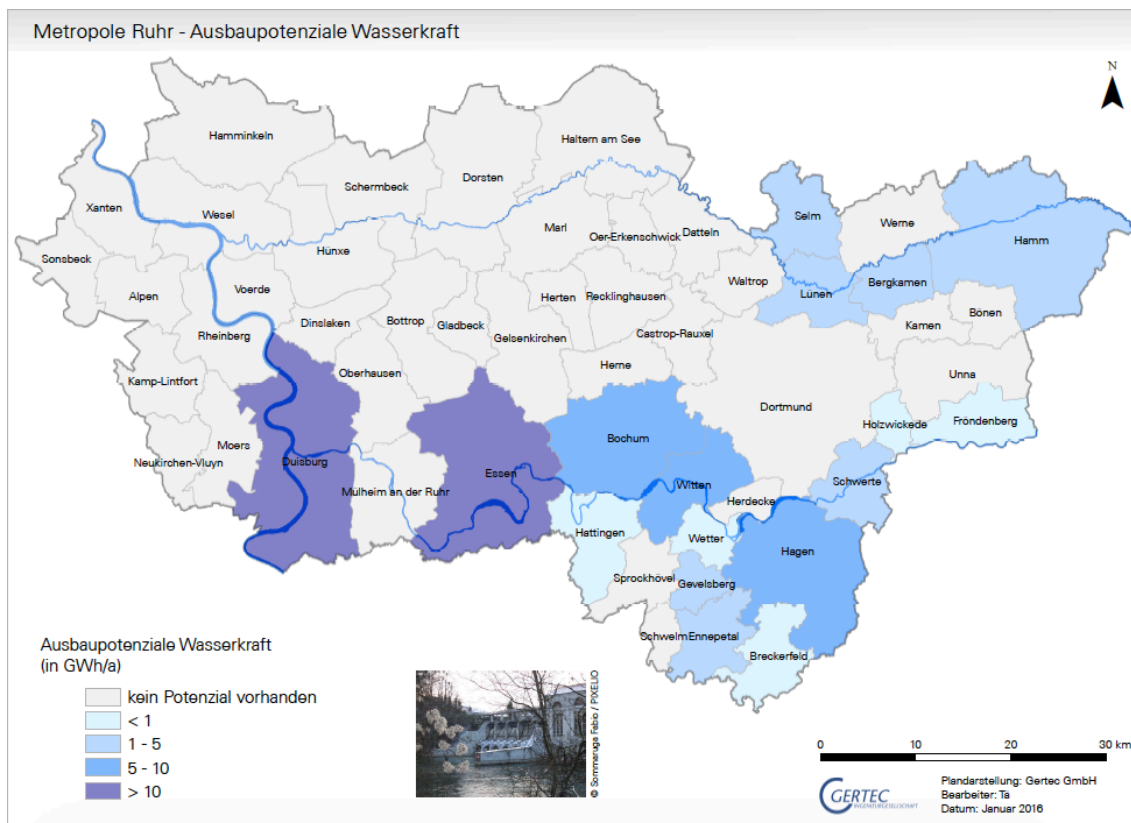 Metropole Ruhr - Ausbaupotenziale Wasserkraft
N
Hamminkeln
Haltern am See
Dorsten
Schermbeck
Xanten
Wesel
Selm
Werne
Marl
Oer-Erkenschwick
Datteln
Hamm
Sonsbeck
Hünxe
Alpen
Voerde
Waltrop
Lünen
Bergkamen
Herten
Recklinghausen
Bönen
Rheinberg
Dinslaken
Bottrop
Gladbeck
Gelsenkirchen
Castrop-Rauxel
Kamen
Kamp-Lintfort
Oberhausen
Herne
Unna
Dortmund
Holzwickede
Fröndenberg
Moers
Bochum
Neukirchen-Vluyn
Duisburg
Mülheim an der Ruhr
Essen
Witten
Schwerte
Herdecke
Hattingen
Wetter
Hagen
Sprockhövel
Gevelsberg
Schwelm
Ennepetal
Breckerfeld
Ausbaupotenziale Wasserkraft
(in GWh/a)
kein Potenzial vorhanden
< 1
1 - 5
5 - 10
> 10
© Sommaruga Fabio / PIXELIO
0 10 20 30 km
GERTEC
INGENIEURGESELLSCHAFT
Plandarstellung: Gertec GmbH
Bearbeiter: Ta
Datum: Januar 2016